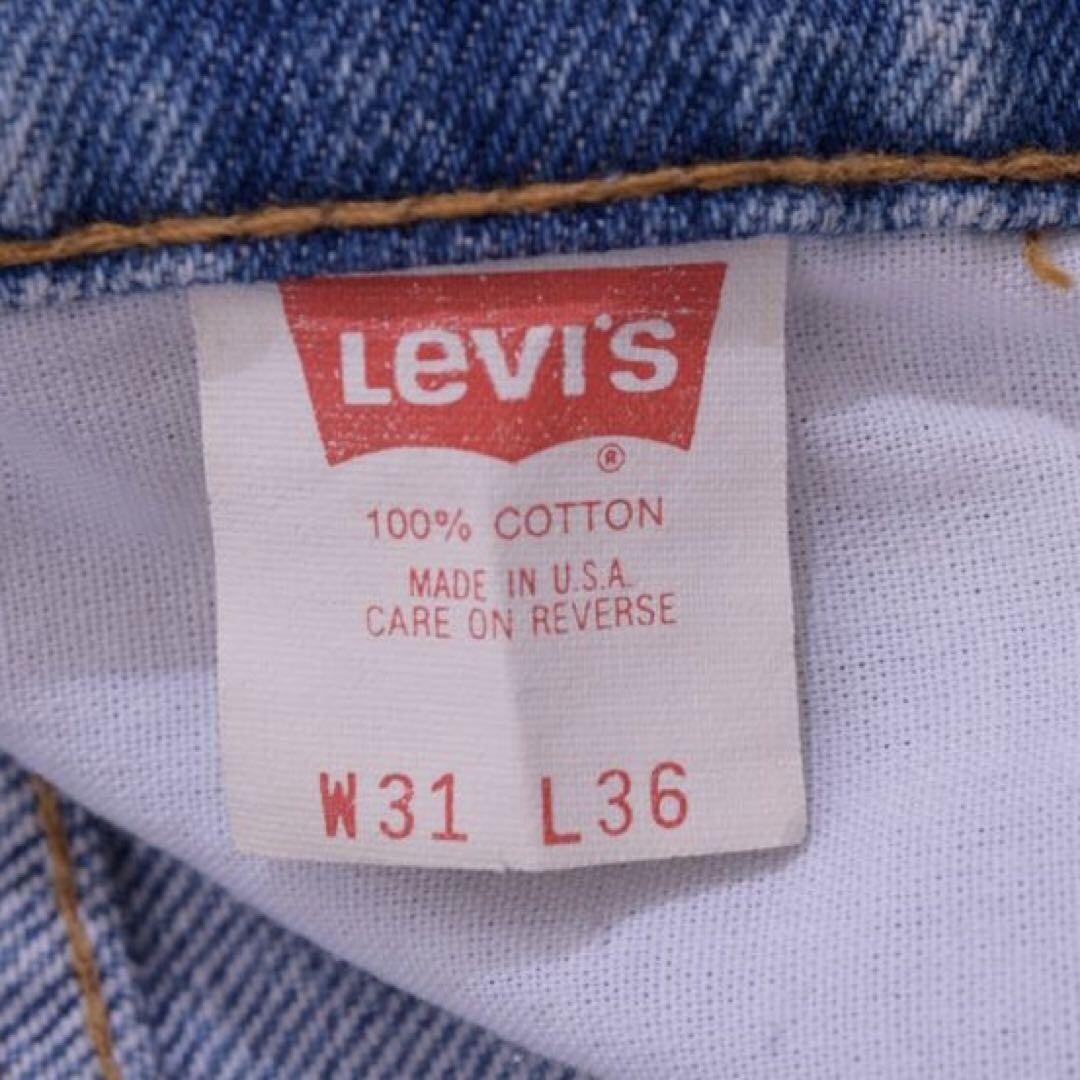 Levi's
®
100% COTTON
MADE IN U.S.A.
CARE ON REVERSE
W31 L36